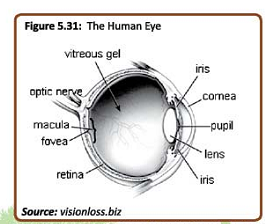 Figure 5.31: The Human Eye
vitreous gel
iris
optic nerve
cornea
macula
pupil
fovea
lens
retina
iris
Source: visionloss.biz